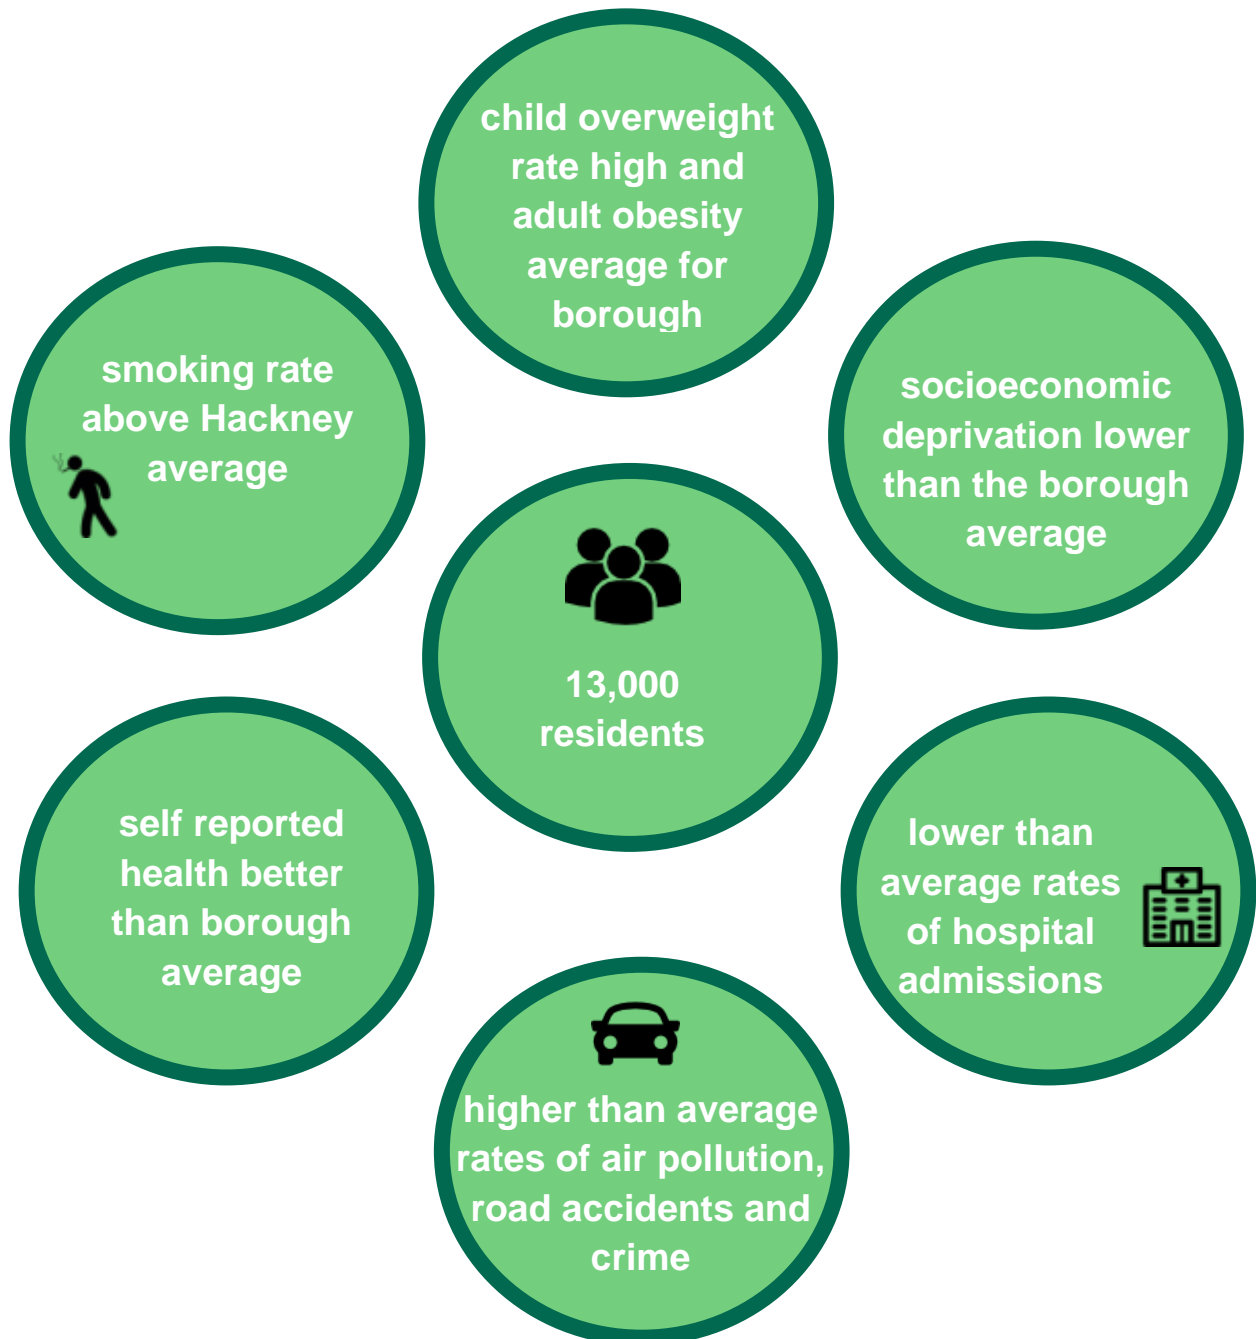 child overweight
rate high and
adult obesity
average for
borough
smoking rate
above Hackney
average
socioeconomic
deprivation lower
than the borough
average
13,000
residents
self reported
health better
than borough
average
lower than
average rates
of hospital
admissions
higher than average
rates of air pollution,
road accidents and
crime